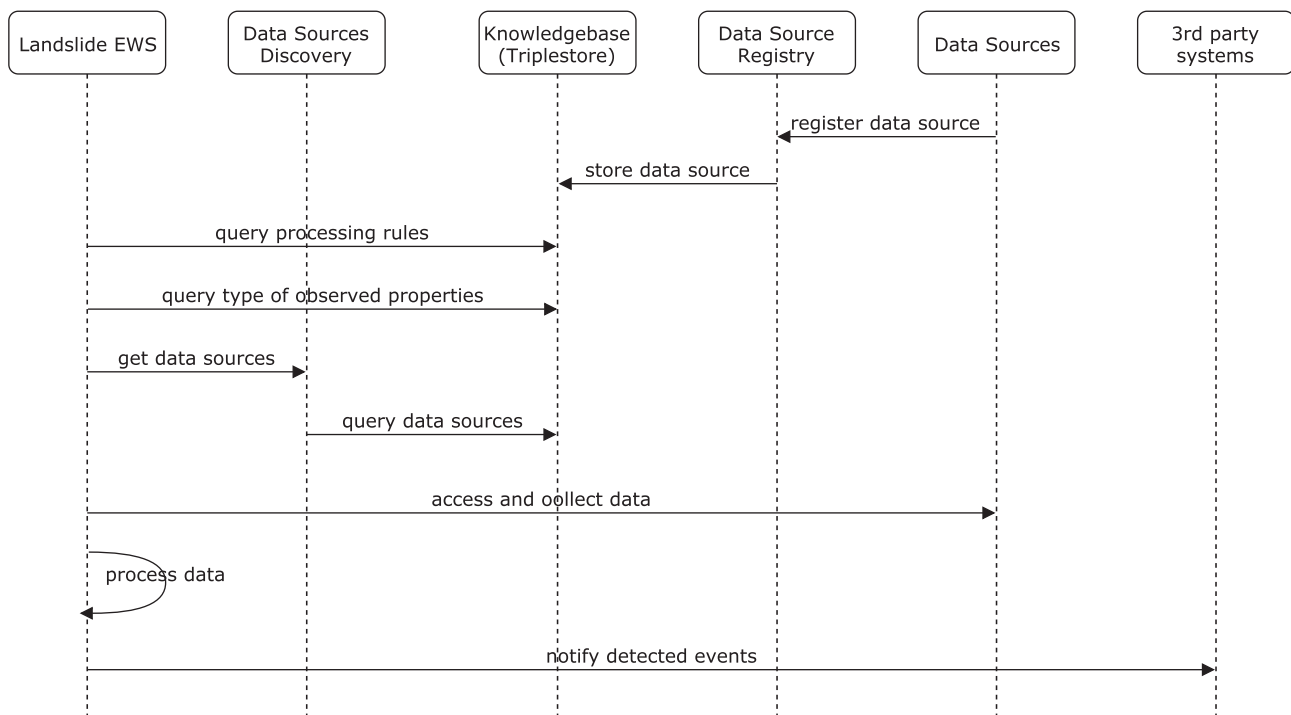 Landslide EWS
Data Sources
Discovery
Knowledgebase
(Triplestore)
Data Source
Registry
Data Sources
3rd party
systems
register data source
store data source
query processing rules
query type of observed properties
get data sources
query data sources
access and collect data
process data
notify detected events